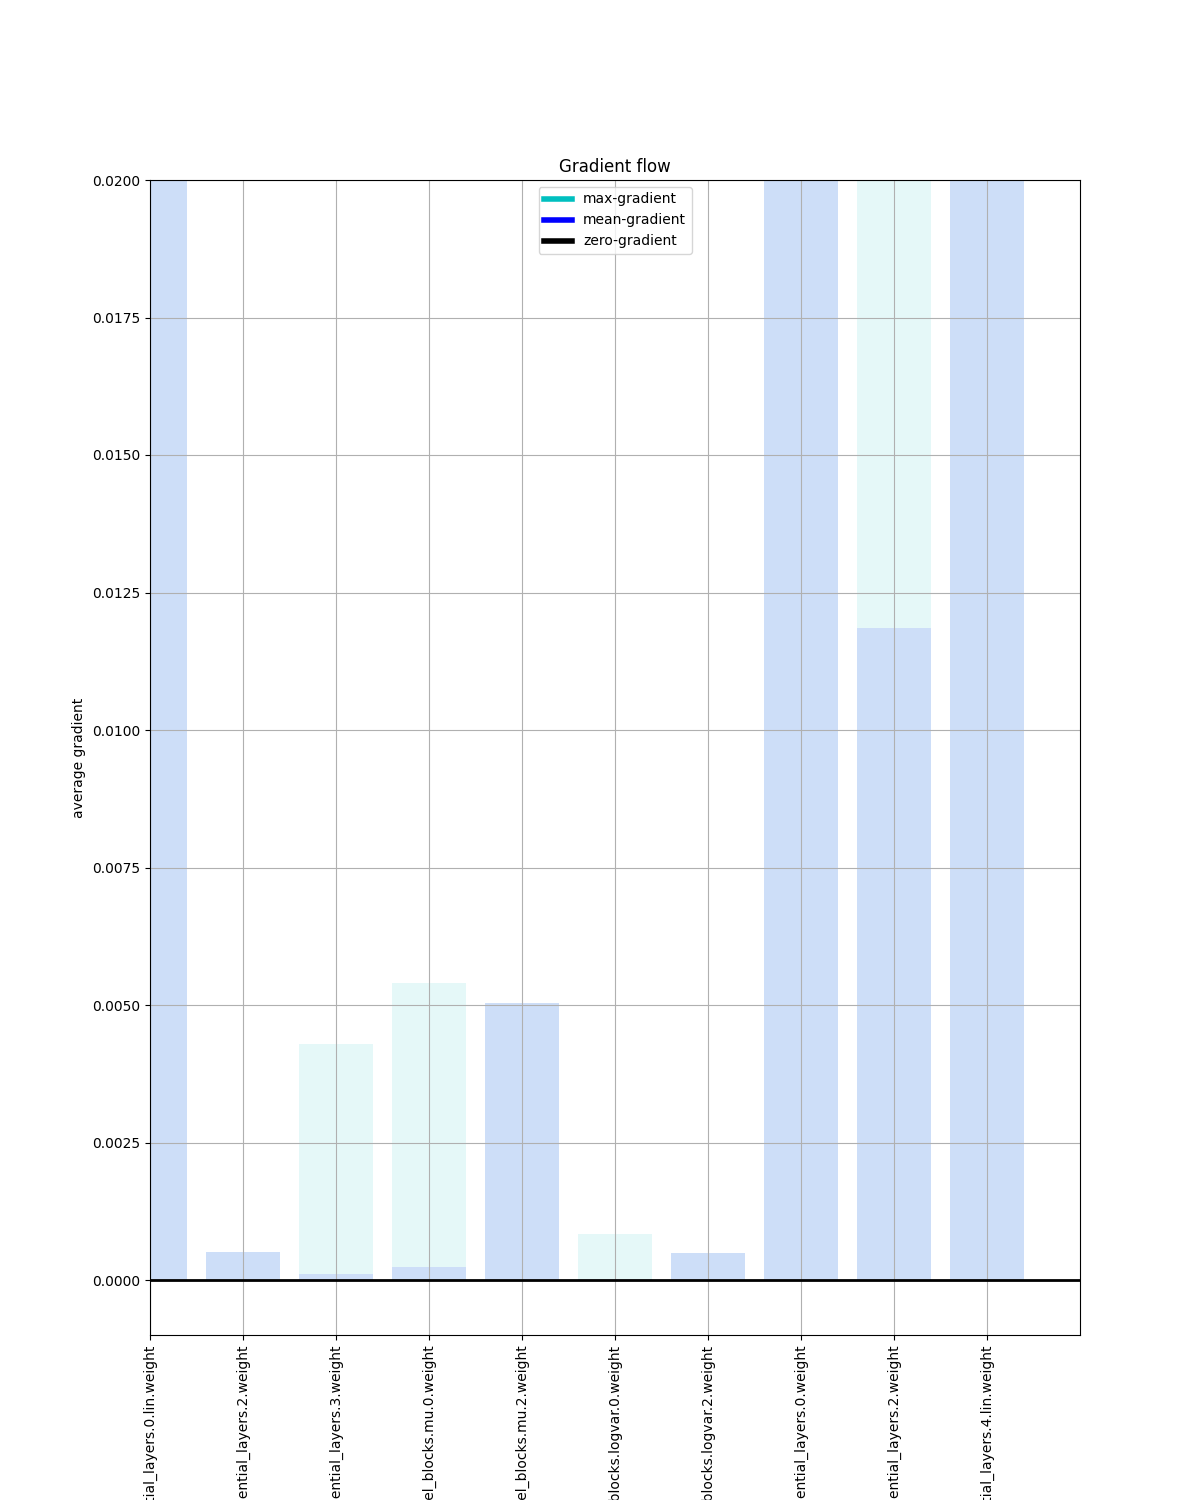 Gradient flow
max-gradient
mean-gradient
zero-gradient
0.0200
0.0175
0.0150
0.0125
0.0100
0.0075
0.0050
0.0025
0.0000
average gradient
tial_layers.0.lin.weight
ential_layers.2.weight
ential_layers.3.weight
el_blocks.mu.0.weight
el_blocks.mu.2.weight
blocks.logvar.0.weight
blocks.logvar.2.weight
ential_layers.0.weight
ential_layers.2.weight
tial_layers.4.lin.weight